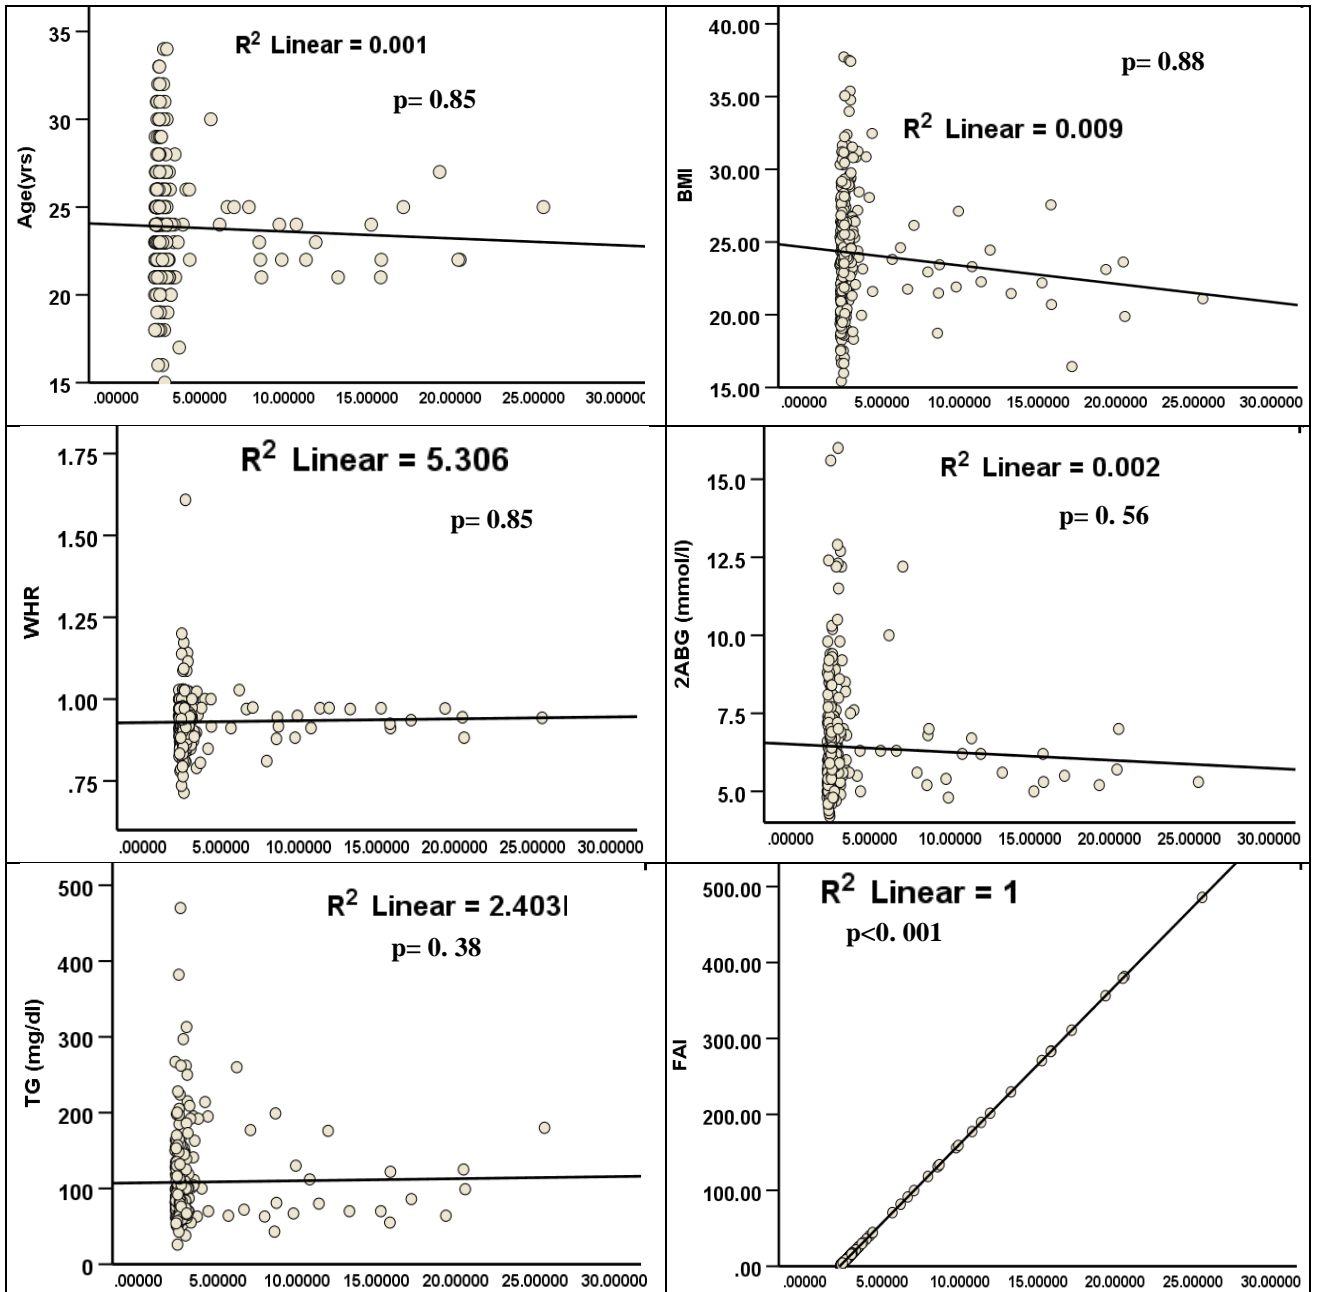 R² Linear = 0.001
p= 0.85
Age(yrs)
35
30
25
20
15
.00000 5.00000 10.00000 15.00000 20.00000 25.00000 30.00000
p= 0.88
R² Linear = 0.009
BMI
40.00
35.00
30.00
25.00
20.00
15.00
.00000 5.00000 10.00000 15.00000 20.00000 25.00000 30.00000
R² Linear = 5.306
p= 0.85
WHR
1.75
1.50
1.25
1.00
.75
.00000 5.00000 10.00000 15.00000 20.00000 25.00000 30.00000
R² Linear = 0.002
p= 0. 56
2ABG (mmol/l)
15.0
12.5
10.0
7.5
5.0
.00000 5.00000 10.00000 15.00000 20.00000 25.00000 30.00000
R² Linear = 2.403
p= 0. 38
TG (mg/dl)
500
400
300
200
100
0
.00000 5.00000 10.00000 15.00000 20.00000 25.00000 30.00000
R² Linear = 1
p<0. 001
FAI
500.00
400.00
300.00
200.00
100.00
.00
.00000 5.00000 10.00000 15.00000 20.00000 25.00000 30.00000